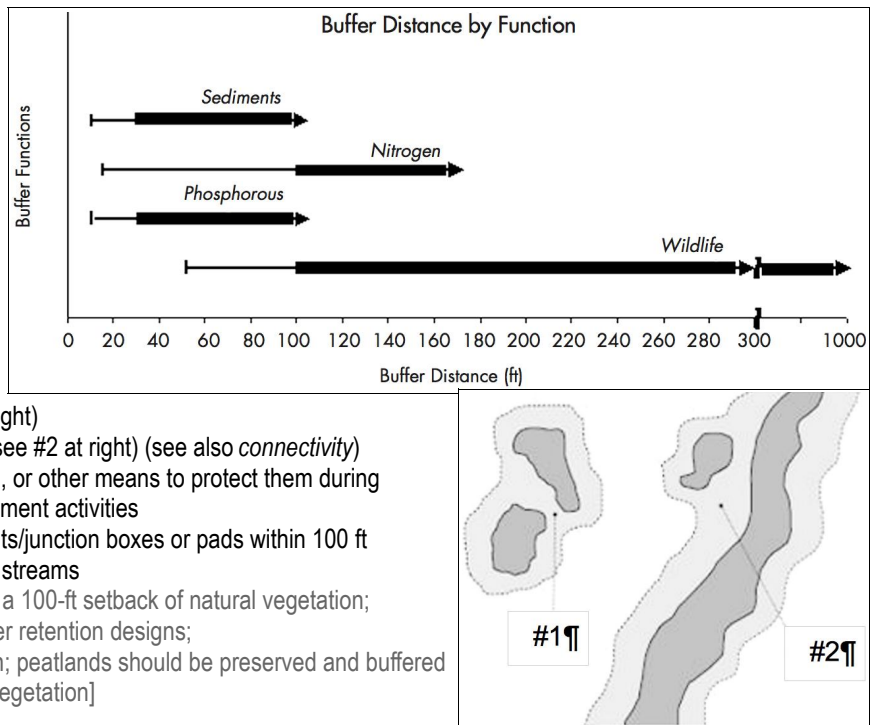 Buffer Distance by Function
Buffer Functions
Sediments
Nitrogen
Phosphorous
Wildlife
0 20 40 60 80 100 120 140 160 180 200 220 240 260 280 300 1000
Buffer Distance (ft)
ght)
see #2 at right) (see also connectivity)
, or other means to protect them during
ment activities
ts/junction boxes or pads within 100 ft
streams
a 100-ft setback of natural vegetation;
er retention designs;
n; peatlands should be preserved and buffered
egetation]
#1¶
#2¶